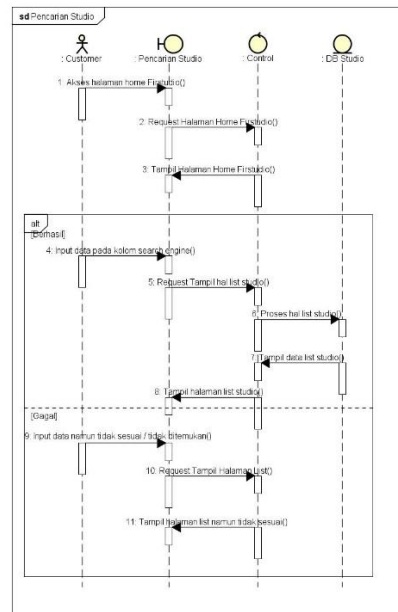 sd Pencarian Studio
: Customer
: Pencarian Studio
: Control
: DB Studio
1: Akses halaman home Firstudio()
2: Request Halaman Home Firstudio()
3: Tampil Halaman Home Firstudio()
alt
[Berhasil]
4: Input data pada kolom search engine()
5: Request Tampil hal list studio()
6: Proses hal list studio()
7: Tampil data list studio()
8: Tampil halaman list studio()
[Gagal]
9: Input data namun tidak sesuai / tidak ditemukan()
10: Request Tampil Halaman List()
11: Tampil halaman list namun tidak sesuai()